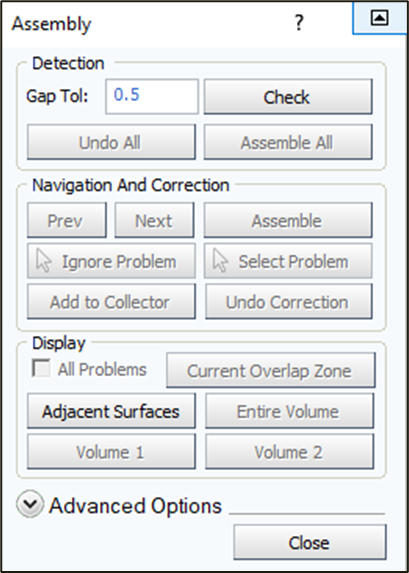 Assembly ?
Detection
Gap Tol: 0.5 Check
Undo All Assemble All
Navigation And Correction
Prev Next Assemble
Ignore Problem Select Problem
Add to Collector Undo Correction
Display
All Problems Current Overlap Zone
Adjacent Surfaces Entire Volume
Volume 1 Volume 2
Advanced Options
Close